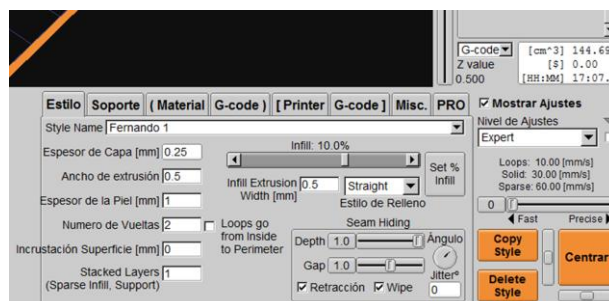 G-code
Z value
0.500
[cm^3] 144.69
[$] 0.00
[HH:MM] 17:07.
Estilo Soporte ( Material G-code ) [ Printer G-code ] Misc. PRO
Style Name Fernando 1
Espesor de Capa [mm] 0.25
Ancho de extrusión 0.5
Espesor de la Piel [mm] 1
Numero de Vueltas 2
Incrustación Superficie [mm] 0
Stacked Layers 1
(Sparse Infill, Support)
Loops go
from Inside
to Perimeter
Infill: 10.0%
Set %
Infill
Infill Extrusion 0.5
Width [mm]
Straight
Estilo de Relleno
Seam Hiding
Depth 1.0
Gap 1.0
Ángulo
Jitterº
0
Retracción Wipe
Mostrar Ajustes
Nivel de Ajustes
Expert
Loops: 10.00 [mm/s]
Solid: 30.00 [mm/s]
Sparse: 60.00 [mm/s]
0
Fast Precise
Copy
Style
Centrar
Delete
Style